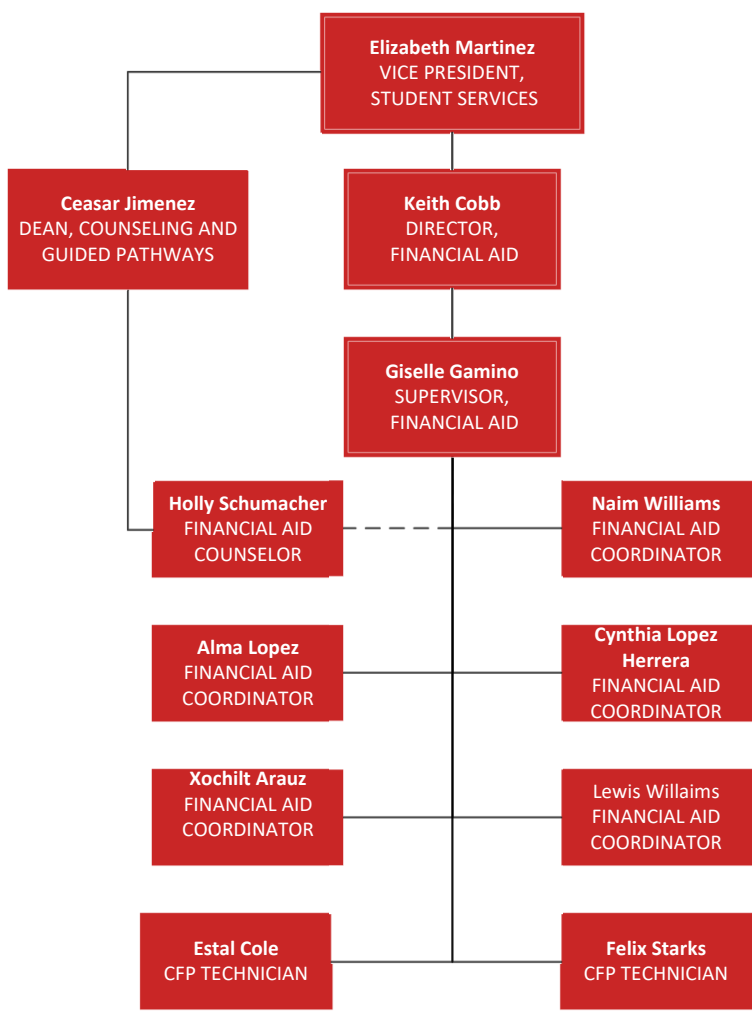 Elizabeth Martinez
VICE PRESIDENT,
STUDENT SERVICES
Ceasar Jimenez
DEAN, COUNSELING AND
GUIDED PATHWAYS
Keith Cobb
DIRECTOR,
FINANCIAL AID
Giselle Gamino
SUPERVISOR,
FINANCIAL AID
Holly Schumacher
FINANCIAL AID
COUNSELOR
Naim Williams
FINANCIAL AID
COORDINATOR
Alma Lopez
FINANCIAL AID
COORDINATOR
Cynthia Lopez
Herrera
FINANCIAL AID
COORDINATOR
Xochilt Arauz
FINANCIAL AID
COORDINATOR
Lewis Willaims
FINANCIAL AID
COORDINATOR
Estal Cole
CFP TECHNICIAN
Felix Starks
CFP TECHNICIAN